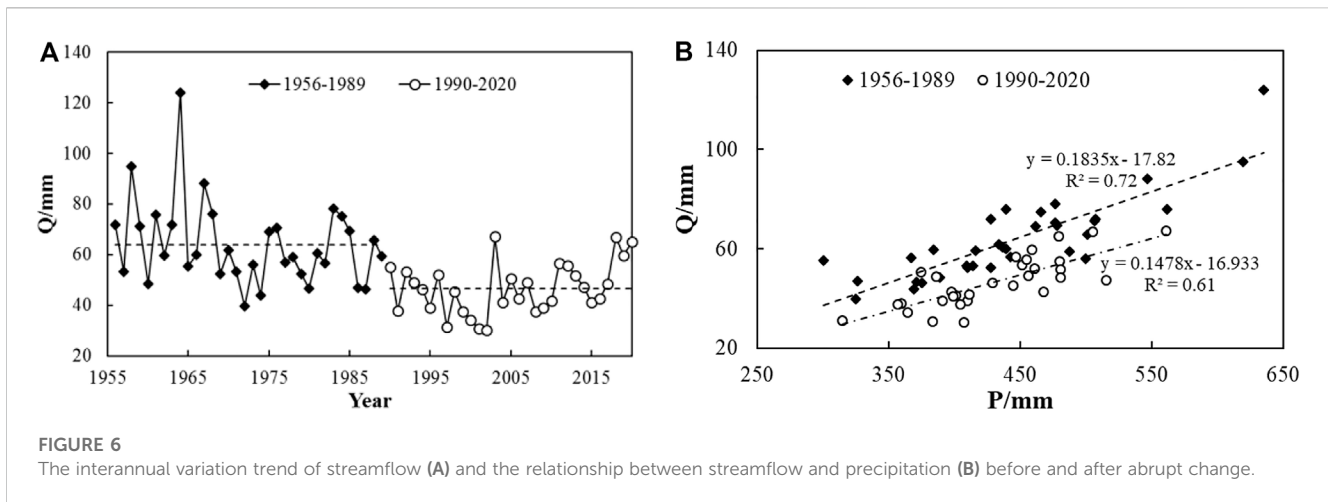 A
140
120
100
80
60
40
20
1956-1989
1990-2020
Q/mm
1955
1965
1975
1985
1995
2005
2015
Year
B
140
100
60
20
1956-1989
1990-2020
y = 0.1835x - 17.82
R² = 0.72
y = 0.1478x - 16.933
R² = 0.61
Q/mm
250
350
450
550
650
P/mm
FIGURE 6
The interannual variation trend of streamflow (A) and the relationship between streamflow and precipitation (B) before and after abrupt change.